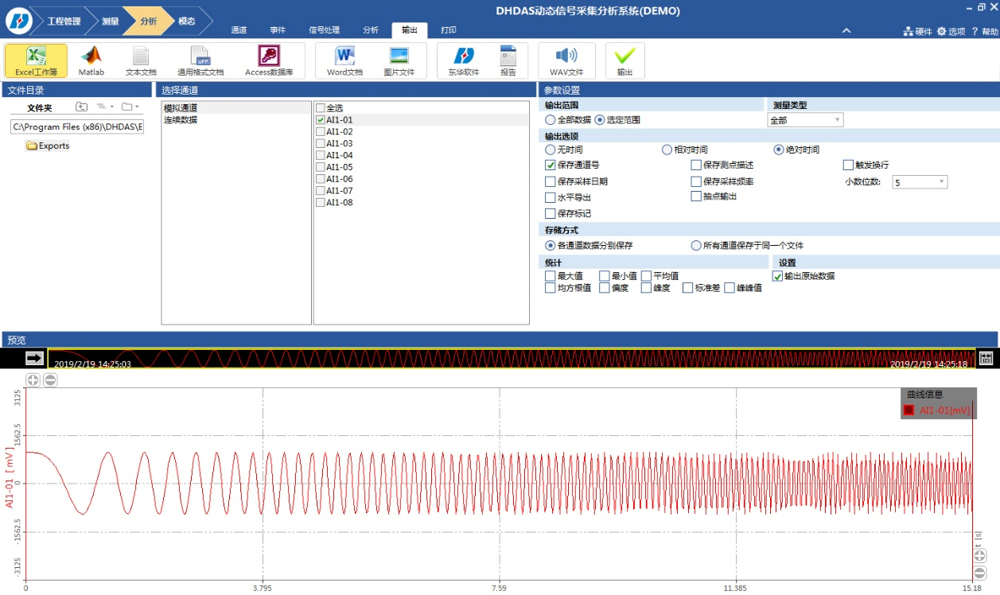 DHDAS动态信号采集分析系统(DEMO)
工程管理 测量 分析 模态
通道 事件 信号处理 分析 输出 打印
硬件 选项 ? 帮助
Excel工作簿 Matlab 文本文档 通用格式文档 Access数据库 Word文档 图片文件 东华软件 报告 WAV文件 输出
UFF
文件目录
文件夹
C:\Program Files (x86)\DHDAS\E
Exports
选择通道
模拟通道
连续数据
全选
AI1-01
AI1-02
AI1-03
AI1-04
AI1-05
AI1-06
AI1-07
AI1-08
参数设置
输出范围 测量类型
全部数据 选定范围 全部
输出选项
无时间 相对时间 绝对时间
保存通道号 保存测点描述 触发换行
保存采样日期 保存采样频率 小数位数: 5
水平导出 抽点输出
保存标记
存储方式
各通道数据分别保存 所有通道保存于同一个文件
统计 设置
最大值 最小值 平均值 输出原始数据
均方根值 偏度 峰度 标准差 峰峰值
预览
2019/2/19 14:25:03 2019/2/19 14:25:18
123
曲线信息
AI1-01[mV]
3125
1562.5
0
-1562.5
-3125
AI1-01 [ mV ]
0 3.795 7.59 11.385 15.18
t [s]